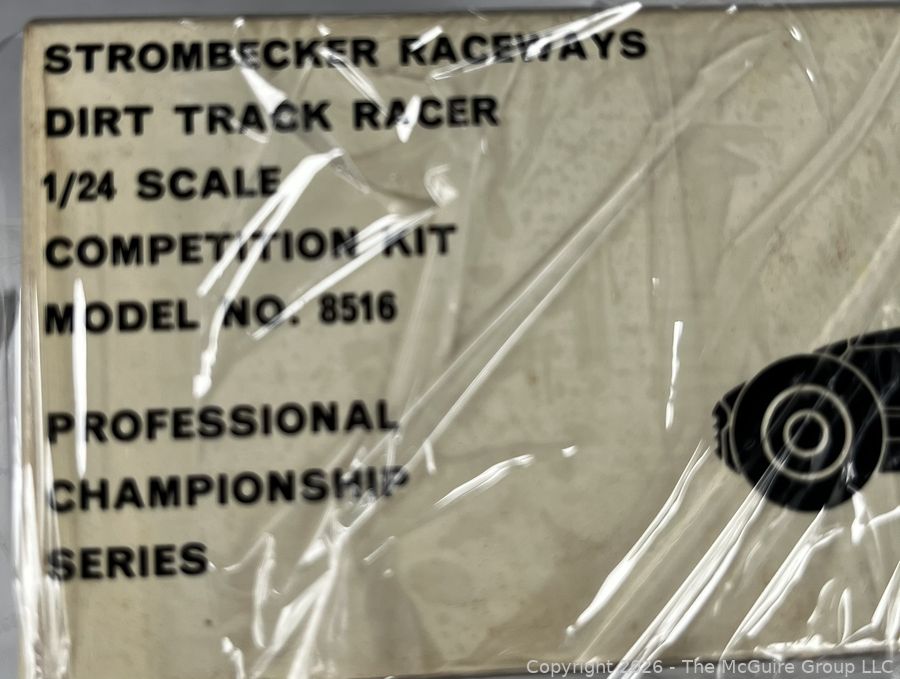 STROMBECKER RACEWAYS
DIRT TRACK RACER
1/24 SCALE
COMPETITION KIT
MODEL NO. 8516
PROFESSIONAL
CHAMPIONSHIP
SERIES
Copyright 2026 - The McGuire Group LLC